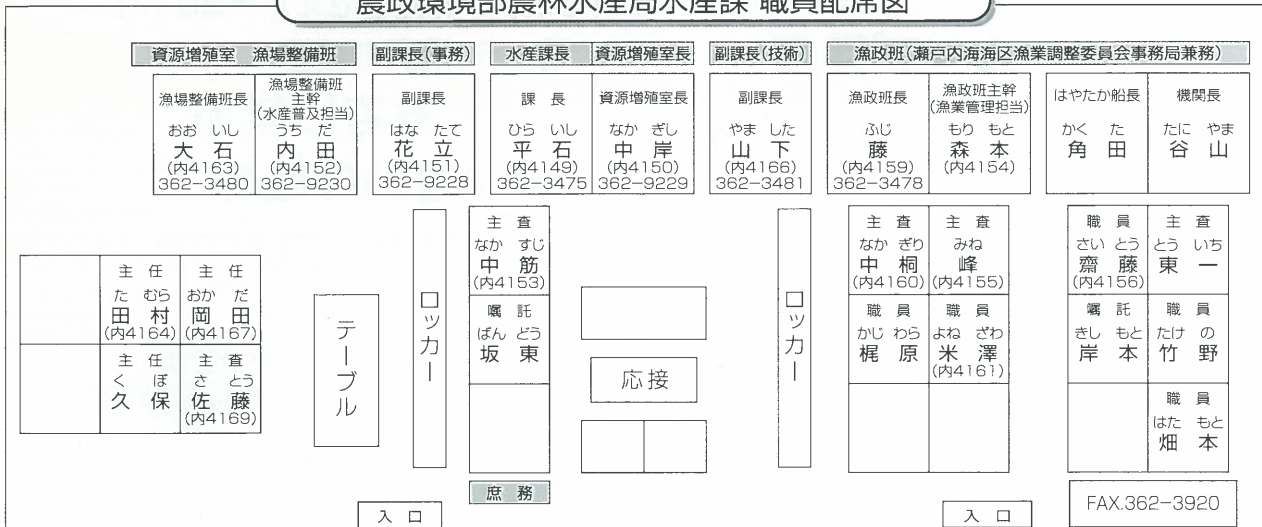 農政環境部農林水産局水産課 職員配席図
資源増殖室 漁場整備班
副課長(事務)
水産課長
資源増殖室長
副課長(技術)
漁政班(瀬戸内海海区漁業調整委員会事務局兼務)
漁場整備班長
おお いし
大 石
(内4163)
362-3480
漁場整備班
主幹
(水産普及担当)
うち だ
内 田
(内4152)
362-9230
副課長
はな たて
花 立
(内4151)
362-9228
課 長
ひら いし
平 石
(内4149)
362-3475
資源増殖室長
なか ぎし
中 岸
(内4150)
362-9229
副課長
やま した
山 下
(内4166)
362-3481
漁政班長
ふじ
藤
(内4159)
362-3478
漁政班主幹
(漁業管理担当)
もり もと
森 本
(内4154)
はやたか船長
かく た
角 田
機関長
たに やま
谷 山
主 任
た むら
田 村
(内4164)
主 任
おか だ
岡 田
(内4167)
主 任
く ぼ
久 保
主 査
さ とう
佐 藤
(内4169)
テーブル
ロッカー
主 査
なか すじ
中 筋
(内4153)
嘱 託
ばん どう
坂 東
庶 務
応接
ロッカー
主 査
なか ぎり
中 桐
(内4160)
主 査
みね
峰
(内4155)
職 員
かじ わら
梶 原
職 員
よね ざわ
米 澤
(内4161)
職 員
さい とう
齋 藤
(内4156)
主 査
とう いち
東 一
嘱 託
きし もと
岸 本
職 員
たけ の
竹 野
職 員
はた もと
畑 本
入 口
入 口
FAX.362-3920